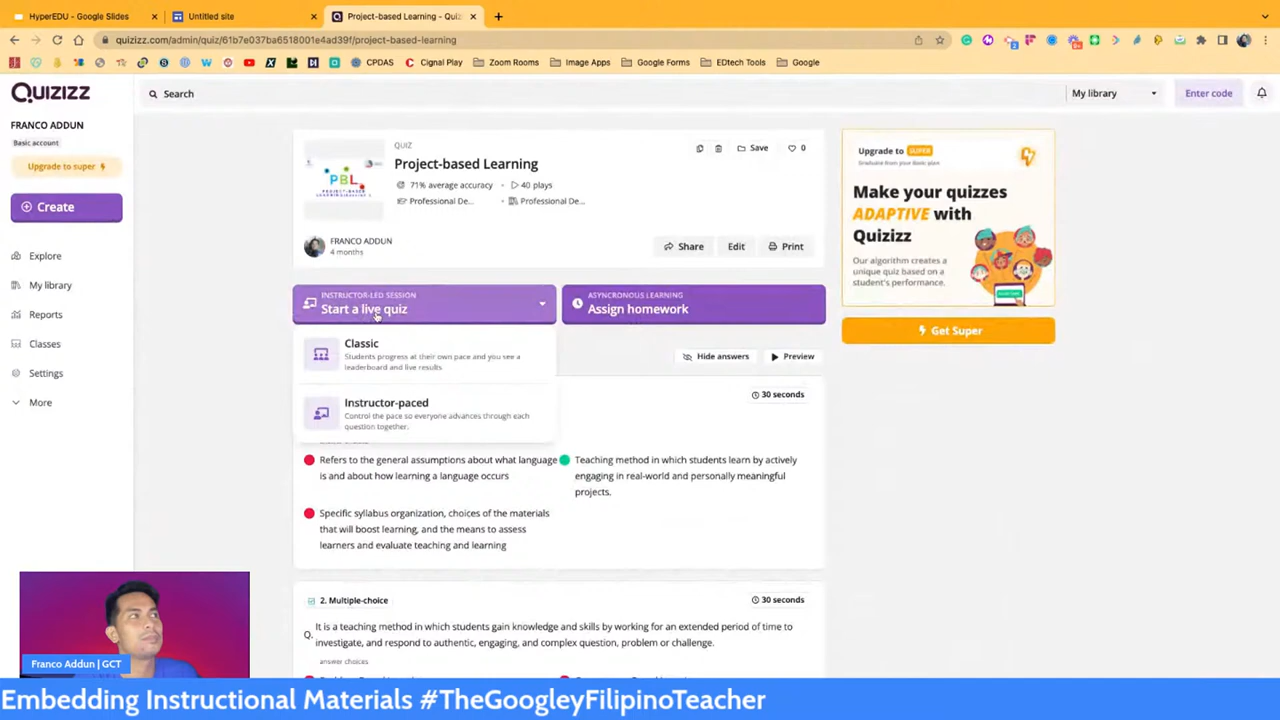 HyperEDU - Google Slides
Untitled site
Project-based Learning - Quiz
quizizz.com/admin/quiz/61b7e037ba6518001e4ad39f/project-based-learning
CPDAS
Cignal Play
Zoom Rooms
Image Apps
Google Forms
EDtech Tools
Google
QUIZIZZ
Search
My library
Enter code
FRANCO ADDUN
Basic account
Upgrade to super
Create
Explore
My library
Reports
Classes
Settings
More
QUIZ
Project-based Learning
Save
0
71% average accuracy
40 plays
Professional De...
Professional De...
PBL
FRANCO ADDUN
4 months
Share
Edit
Print
INSTRUCTOR-LED SESSION
Start a live quiz
ASYNCRONOUS LEARNING
Assign homework
Classic
Students progress at their own pace and you see a
leaderboard and live results.
Instructor-paced
Control the pace so everyone advances through each
question together.
Hide answers
Preview
30 seconds
Refers to the general assumptions about what language
is and about how learning a language occurs
Teaching method in which students learn by actively
engaging in real-world and personally meaningful
projects.
Specific syllabus organization, choices of the materials
that will boost learning, and the means to assess
learners and evaluate teaching and learning
2. Multiple-choice
30 seconds
Q.
It is a teaching method in which students gain knowledge and skills by working for an extended period of time to
investigate, and respond to authentic, engaging, and complex question, problem or challenge.
answer choices
Upgrade to SUPER
Graduate from your Basic plan
Make your quizzes
ADAPTIVE with
Quizizz
Our algorithm creates a
unique quiz based on a
student's performance.
Get Super
Franco Addun | GCT
Embedding Instructional Materials #TheGoogleyFilipinoTeacher